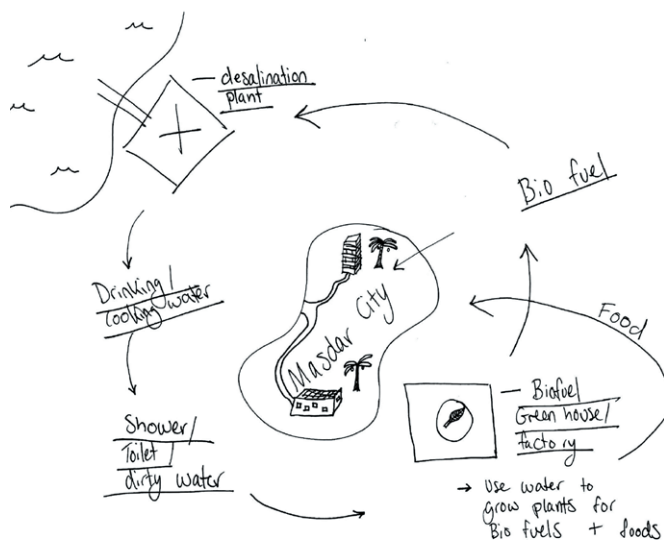 desalination
plant
Bio fuel
Drinking/
cooking water
Masdar City
Food
Shower/
Toilet/
dirty water
Biofuel
Green house/
factory
→ Use water to
grow plants for
Bio fuels + foods